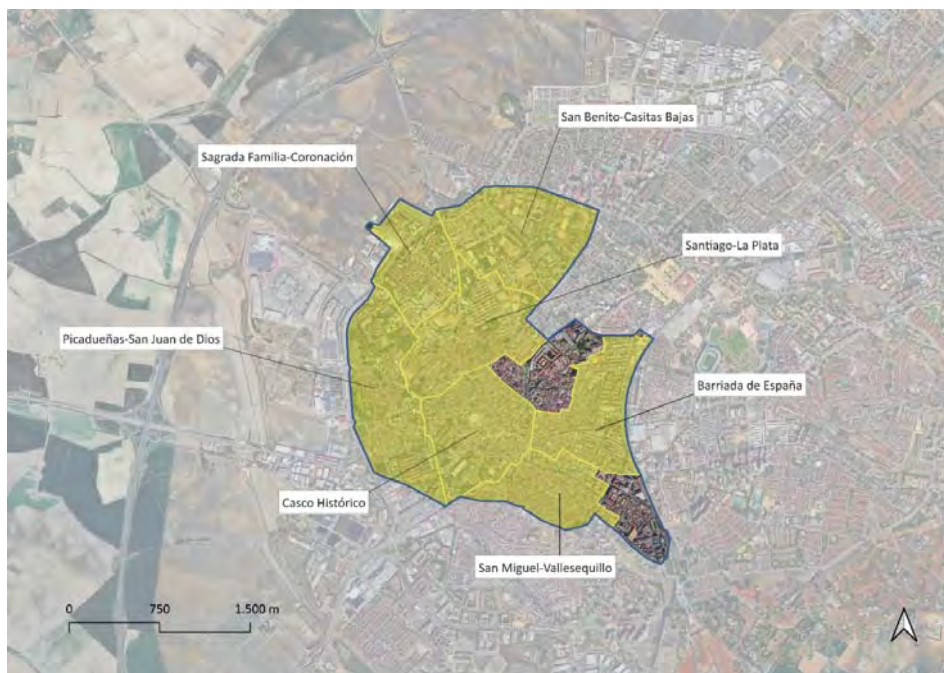 San Benito-Casitas Bajas
Sagrada Familia-Coronación
Santiago-La Plata
Picadueñas-San Juan de Dios
Barriada de España
Casco Histórico
San Miguel-Vallesequillo
0 750 1.500 m